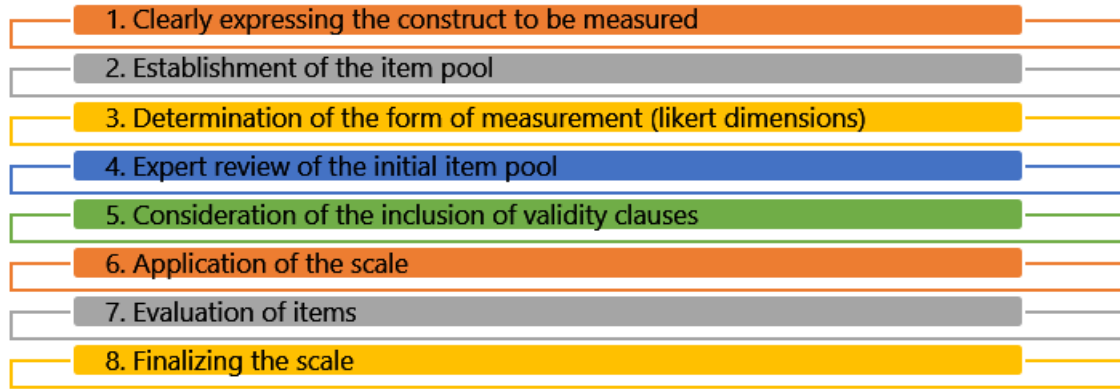 1. Clearly expressing the construct to be measured
2. Establishment of the item pool
3. Determination of the form of measurement (likert dimensions)
4. Expert review of the initial item pool
5. Consideration of the inclusion of validity clauses
6. Application of the scale
7. Evaluation of items
8. Finalizing the scale